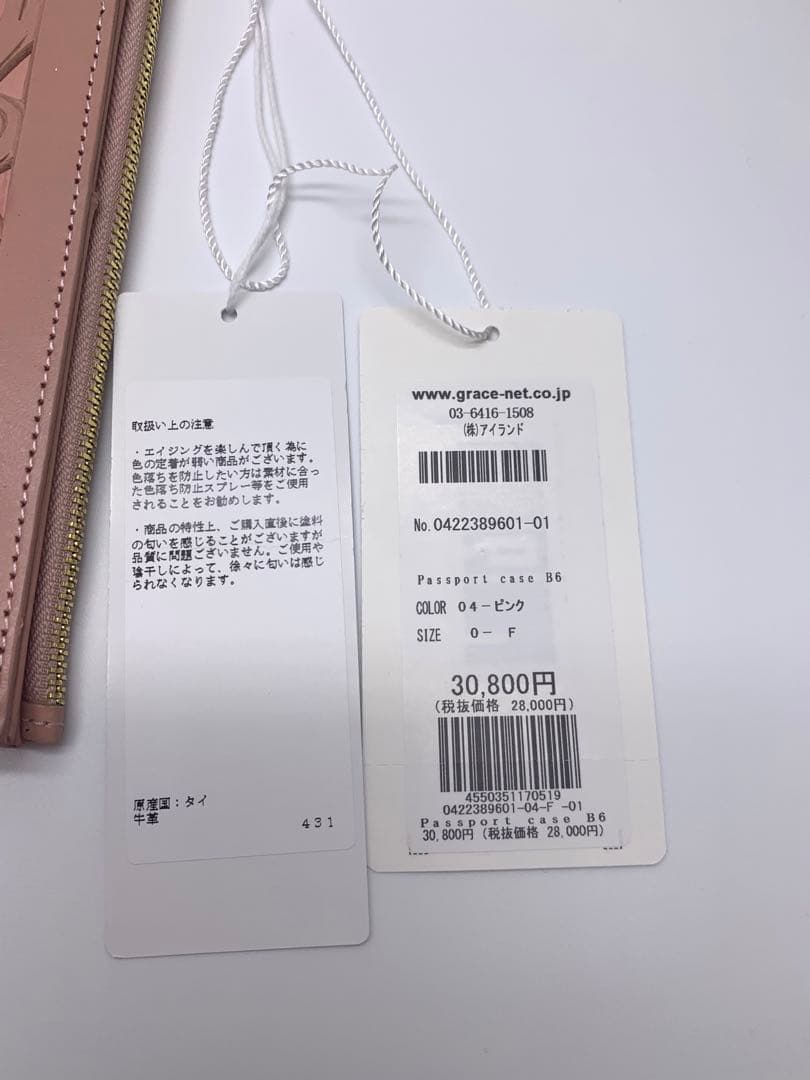 取扱い上の注意
・エイジングを楽しんで頂く為に
色の定着が弱い商品がございます。
色落ちを防止したい方は素材に合っ
た色落ち防止スプレー等をご使用
されることをお勧めします。
・商品の特性上、ご購入直後に塗料
の匂いを感じることがございますが
品質に問題ございません。ご使用や
陰干しによって、徐々に匂いは感じ
られなくなります。
原産国：タイ
牛革
431
www.grace-net.co.jp
03-6416-1508
(株)アイランド
No.0422389601-01
Passport case B6
COLOR 04-ピンク
SIZE 0- F
30,800円
(税抜価格 28,000円)
4550351170519
0422389601-04-F -01
Passport case B6
30,800円 (税抜価格 28,000円)